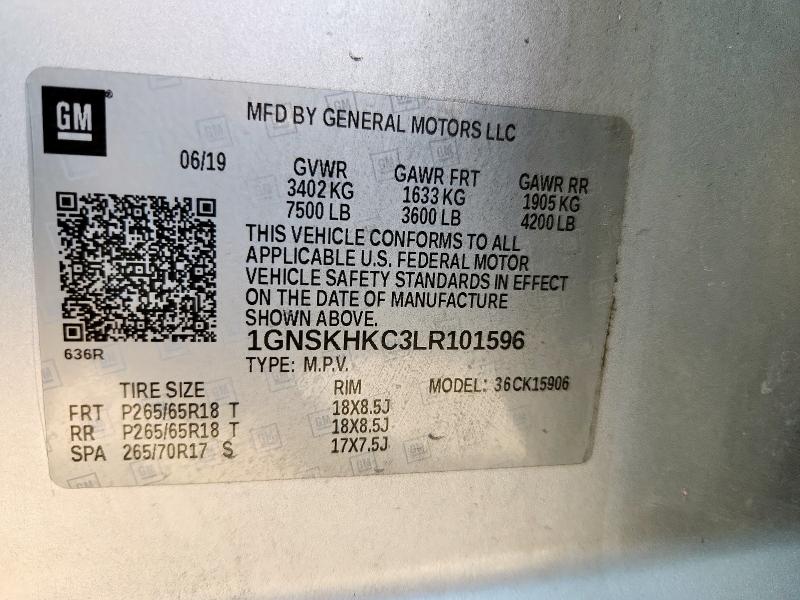 GM
MFD BY GENERAL MOTORS LLC
06/19
GVWR GAWR FRT GAWR RR
3402 KG 1633 KG 1905 KG
7500 LB 3600 LB 4200 LB
THIS VEHICLE CONFORMS TO ALL
APPLICABLE U.S. FEDERAL MOTOR
VEHICLE SAFETY STANDARDS IN EFFECT
ON THE DATE OF MANUFACTURE
SHOWN ABOVE.
1GNSKHKC3LR101596
636R
TYPE: M.P.V.
TIRE SIZE RIM MODEL: 36CK15906
FRT P265/65R18 T 18X8.5J
RR P265/65R18 T 18X8.5J
SPA 265/70R17 S 17X7.5J